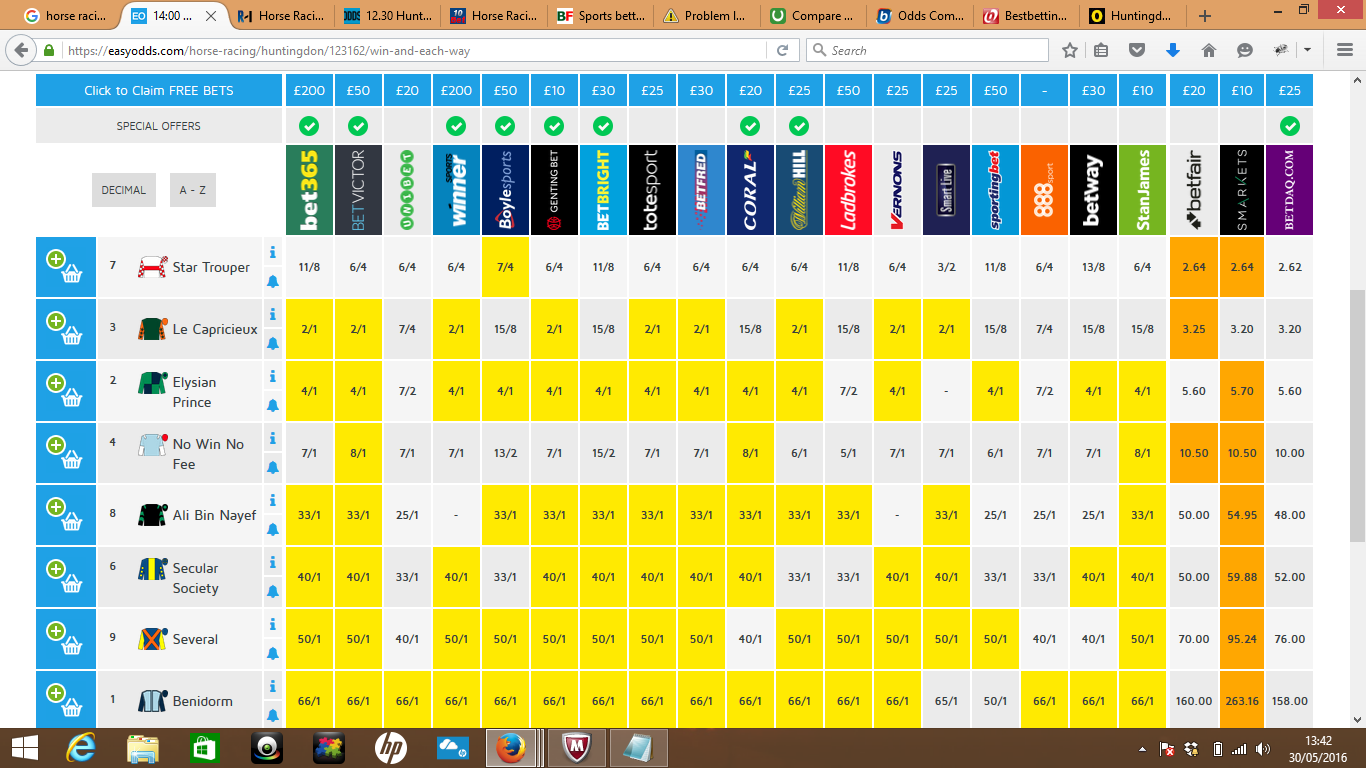 horse raci...
EO 14:00 ...
R-I Horse Raci...
ODDS 12.30 Hunt...
10 Horse Raci...
BF Sports bett...
Problem l...
Compare ...
Odds Com...
Bestbettin...
Huntingd...
https://easyodds.com/horse-racing/huntingdon/123162/win-and-each-way
Search
Click to Claim FREE BETS £200 £50 £20 £200 £50 £10 £30 £25 £30 £20 £25 £50 £25 £25 £50 - £30 £10 £20 £10 £25
SPECIAL OFFERS
DECIMAL A - Z
bet365
BETVICTOR
UNIBET
winner SPORTS
Boylesports
GENTING BET
BETBRIGHT
totesport
BETFRED
CORAL
William HILL
Ladbrokes
VERNONS
Smart Live
sportingbet
888sport
betway
StanJames
betfair
SMARKETS
BETDAQ.COM
7 Star Trouper 11/8 6/4 6/4 6/4 7/4 6/4 11/8 6/4 6/4 6/4 6/4 11/8 6/4 3/2 11/8 6/4 13/8 6/4 2.64 2.64 2.62
3 Le Capricieux 2/1 2/1 7/4 2/1 15/8 2/1 15/8 2/1 2/1 15/8 2/1 15/8 2/1 2/1 15/8 7/4 15/8 15/8 3.25 3.20 3.20
2 Elysian
Prince 4/1 4/1 7/2 4/1 4/1 4/1 4/1 4/1 4/1 4/1 4/1 7/2 4/1 - 4/1 7/2 4/1 4/1 5.60 5.70 5.60
4 No Win No
Fee 7/1 8/1 7/1 7/1 13/2 7/1 15/2 7/1 7/1 8/1 6/1 5/1 7/1 7/1 6/1 7/1 7/1 8/1 10.50 10.50 10.00
8 Ali Bin Nayef 33/1 33/1 25/1 - 33/1 33/1 33/1 33/1 33/1 33/1 33/1 33/1 - 33/1 25/1 25/1 25/1 33/1 50.00 54.95 48.00
6 Secular
Society 40/1 40/1 33/1 40/1 33/1 40/1 40/1 40/1 40/1 40/1 33/1 33/1 40/1 40/1 33/1 33/1 40/1 40/1 50.00 59.88 52.00
9 Several 50/1 50/1 40/1 50/1 50/1 50/1 50/1 50/1 50/1 40/1 50/1 50/1 50/1 50/1 50/1 40/1 40/1 50/1 70.00 95.24 76.00
1 Benidorm 66/1 66/1 66/1 66/1 66/1 66/1 66/1 66/1 66/1 66/1 66/1 66/1 66/1 65/1 50/1 66/1 66/1 66/1 160.00 263.16 158.00
hp
13:42
30/05/2016